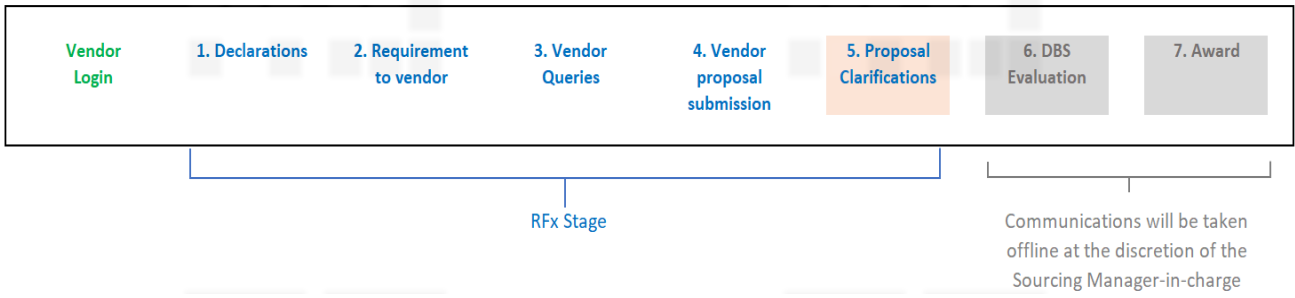 Vendor
Login
1. Declarations
2. Requirement
to vendor
3. Vendor
Queries
4. Vendor
proposal
submission
5. Proposal
Clarifications
6. DBS
Evaluation
7. Award
RFx Stage
Communications will be taken
offline at the discretion of the
Sourcing Manager-in-charge